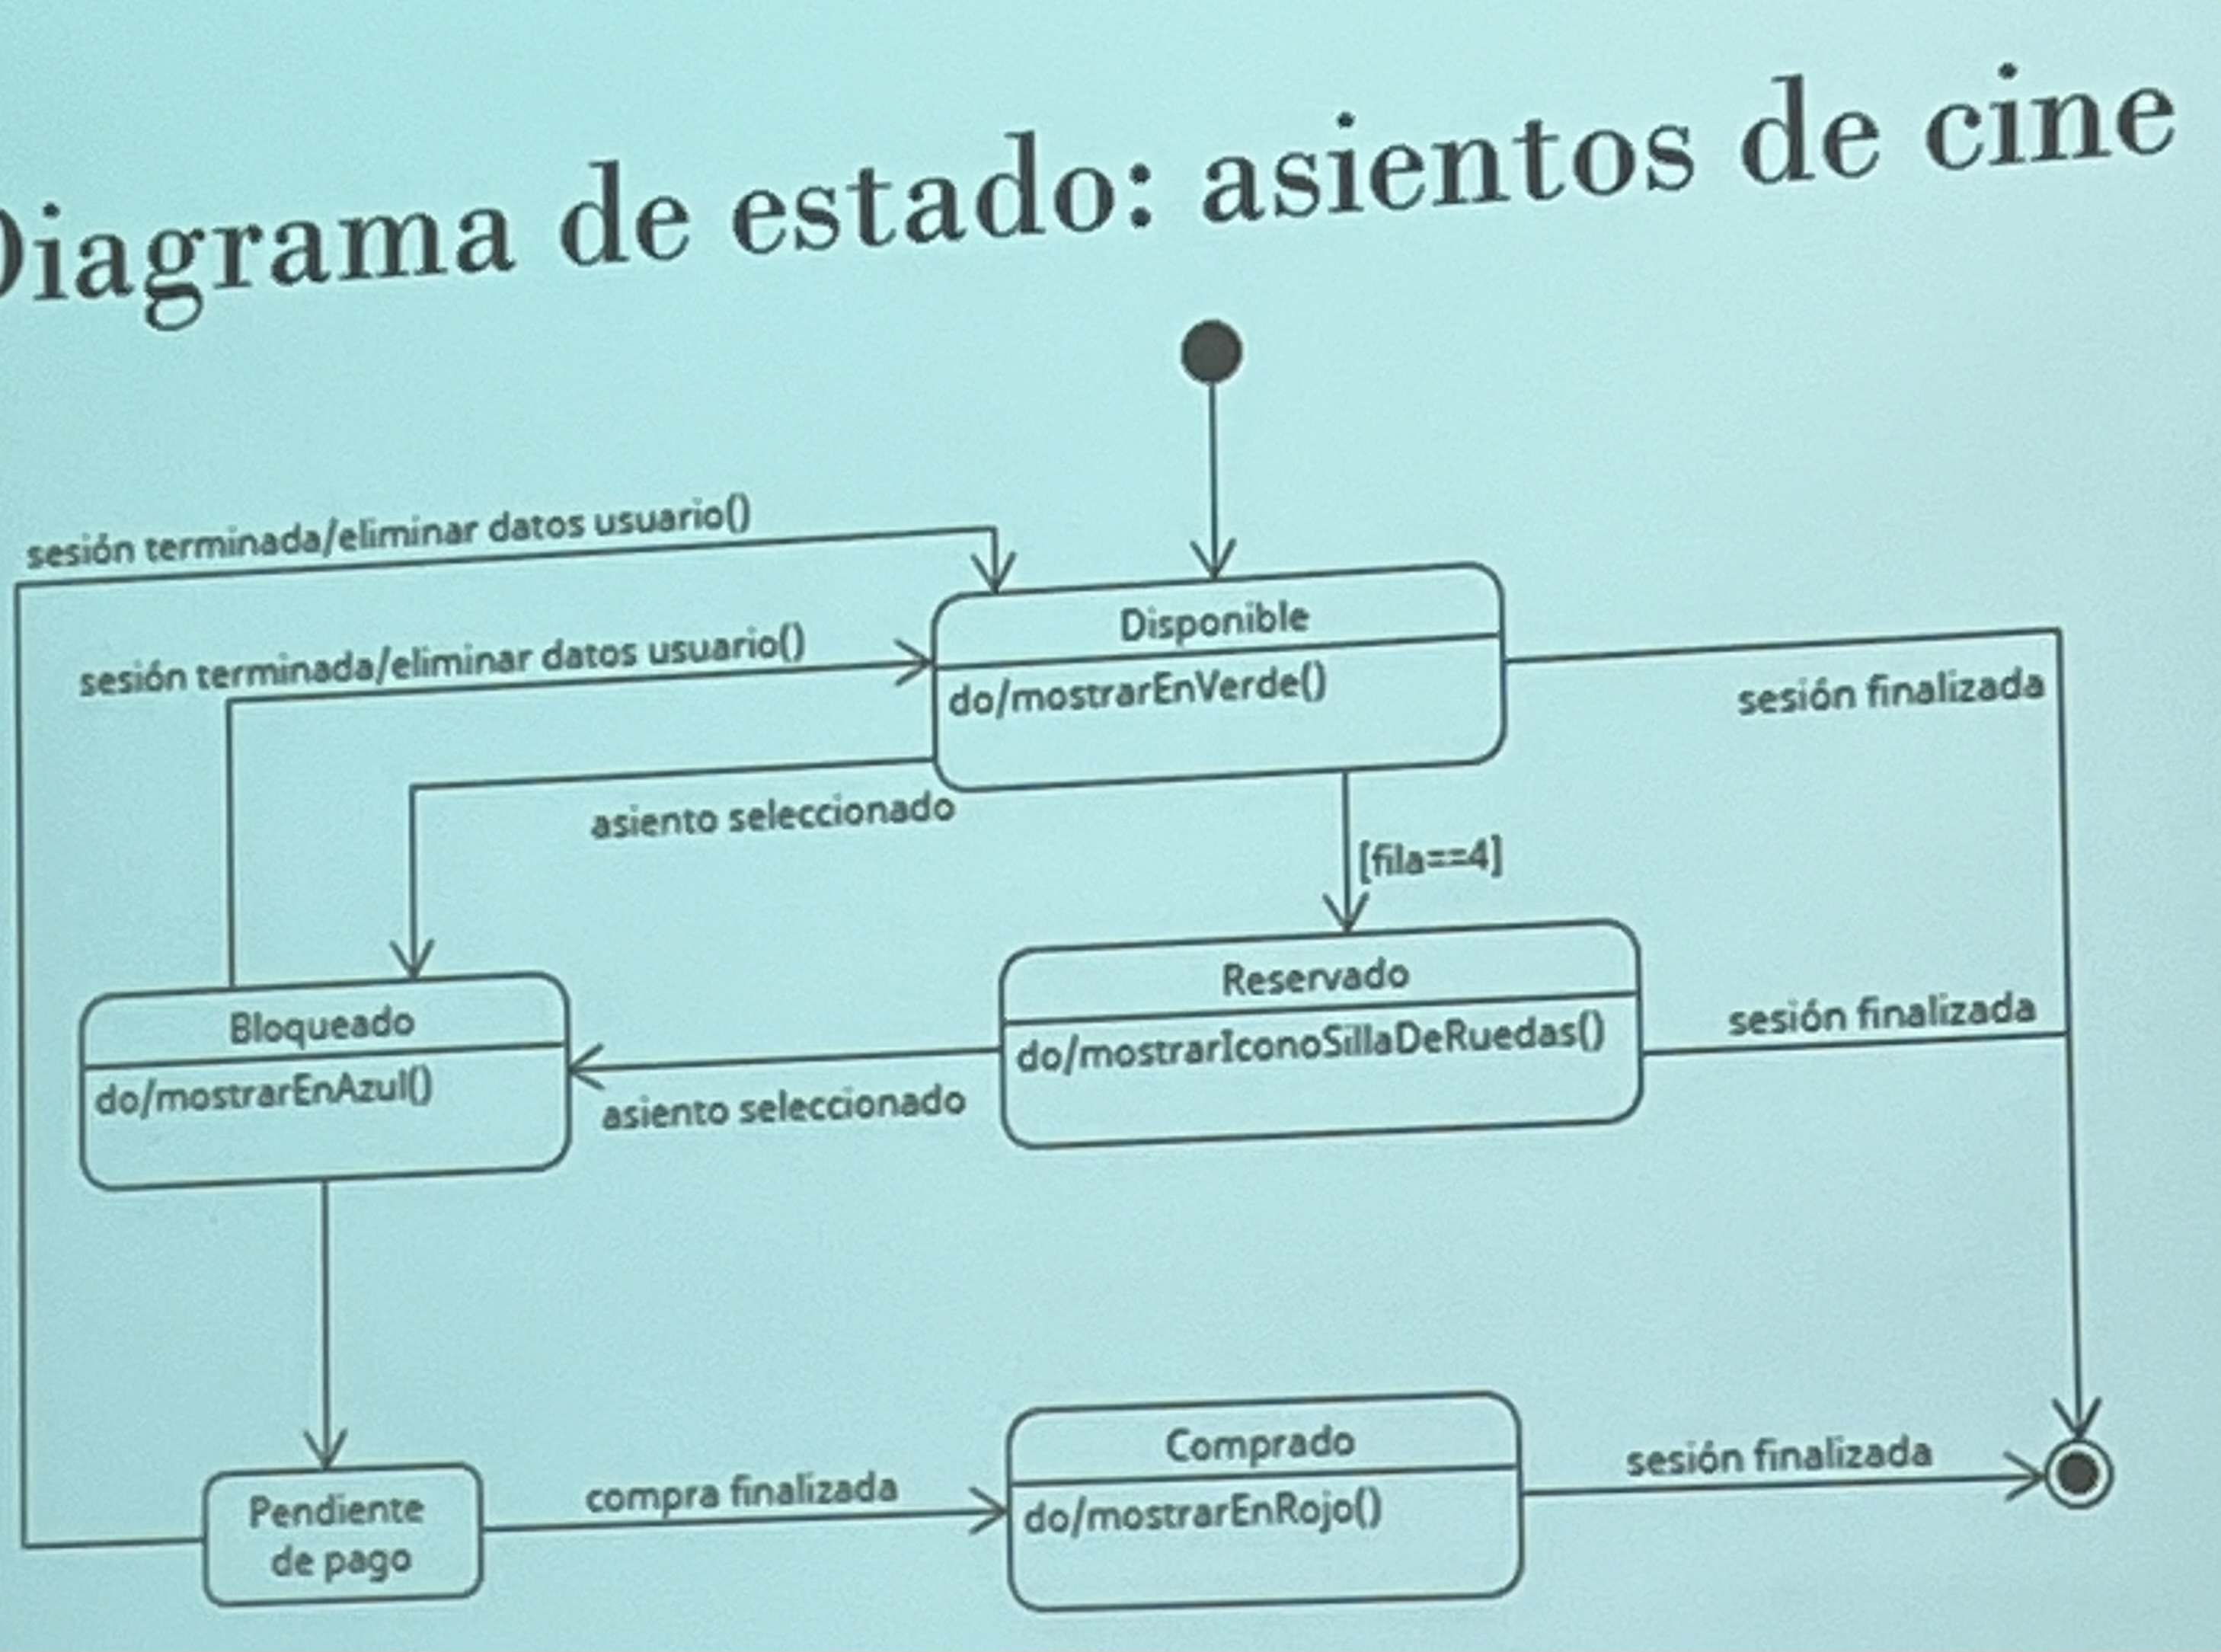 Diagrama de estado: asientos de cine
sesión terminada/eliminar datos usuario()
sesión terminada/eliminar datos usuario()
Disponible
do/mostrarEnVerde()
sesión finalizada
asiento seleccionado
[fila==4]
Bloqueado
do/mostrarEnAzul()
asiento seleccionado
Reservado
do/mostrarIconoSillaDeRuedas()
sesión finalizada
Pendiente
de pago
compra finalizada
Comprado
do/mostrarEnRojo()
sesión finalizada